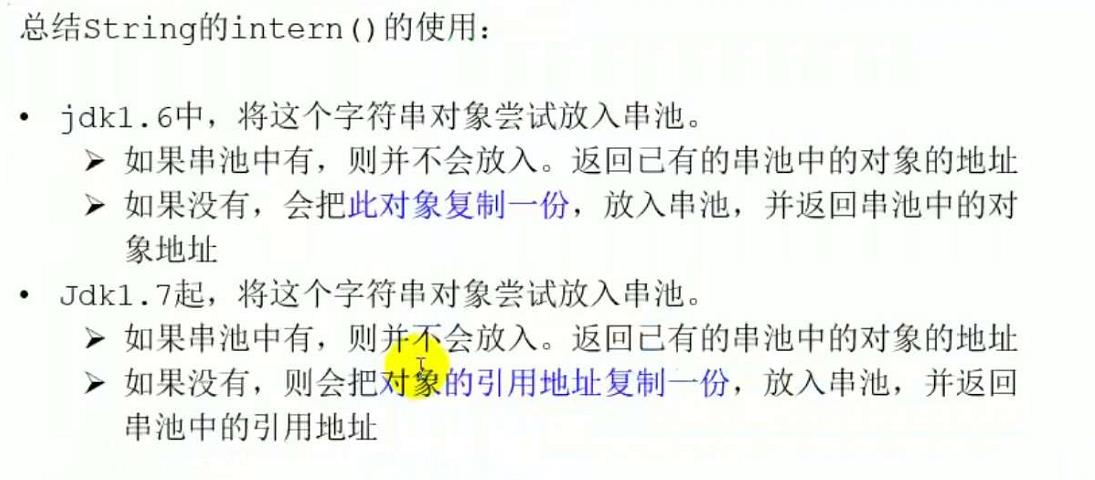 总结String的intern()的使用：
• jdk1.6中，将这个字符串对象尝试放入串池。
➢ 如果串池中有，则并不会放入。返回已有的串池中的对象的地址
➢ 如果没有，会把此对象复制一份，放入串池，并返回串池中的对
象地址
• Jdk1.7起，将这个字符串对象尝试放入串池。
➢ 如果串池中有，则并不会放入。返回已有的串池中的对象的地址
➢ 如果没有，则会把对象的引用地址复制一份，放入串池，并返回
串池中的引用地址